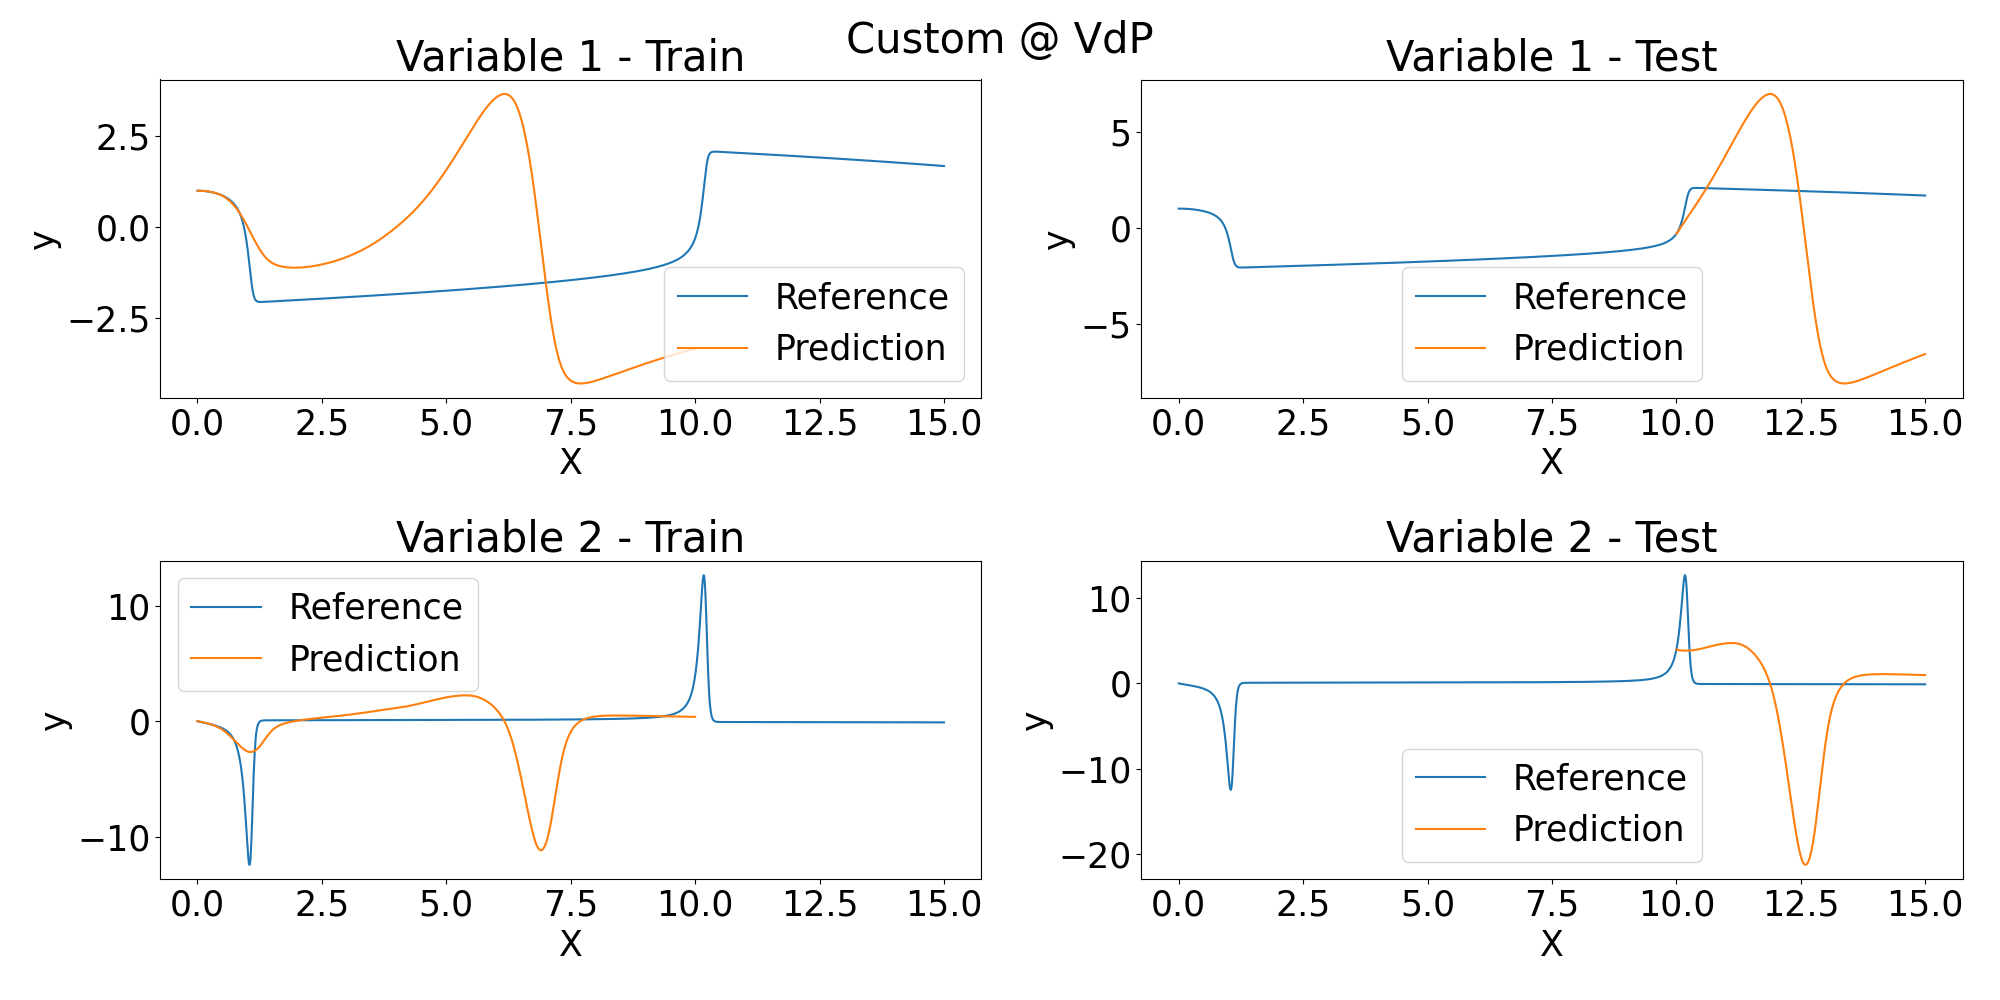 Custom @ VdP
Variable 1 - Train
y
2.5
0.0
−2.5
Reference
Prediction
0.0 2.5 5.0 7.5 10.0 12.5 15.0
X
Variable 1 - Test
y
5
0
−5
Reference
Prediction
0.0 2.5 5.0 7.5 10.0 12.5 15.0
X
Variable 2 - Train
y
10
0
−10
Reference
Prediction
0.0 2.5 5.0 7.5 10.0 12.5 15.0
X
Variable 2 - Test
y
10
0
−10
−20
Reference
Prediction
0.0 2.5 5.0 7.5 10.0 12.5 15.0
X